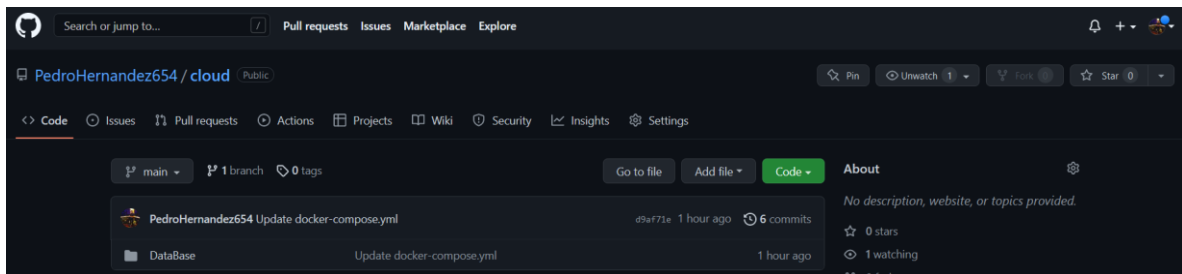 Search or jump to... / Pull requests Issues Marketplace Explore
PedroHernandez654 / cloud Public Pin Unwatch 1 Fork 0 Star 0
Code Issues Pull requests Actions Projects Wiki Security Insights Settings
main 1 branch 0 tags Go to file Add file Code About
No description, website, or topics provided.
PedroHernandez654 Update docker-compose.yml d9af71e 1 hour ago 6 commits
0 stars
DataBase Update docker-compose.yml 1 hour ago 1 watching